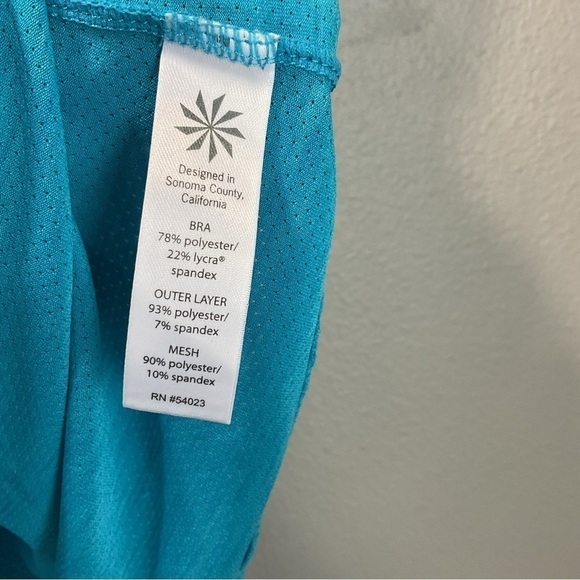 Designed in
Sonoma County,
California
BRA
78% polyester/
22% lycra®
spandex
OUTER LAYER
93% polyester/
7% spandex
MESH
90% polyester/
10% spandex
RN #54023